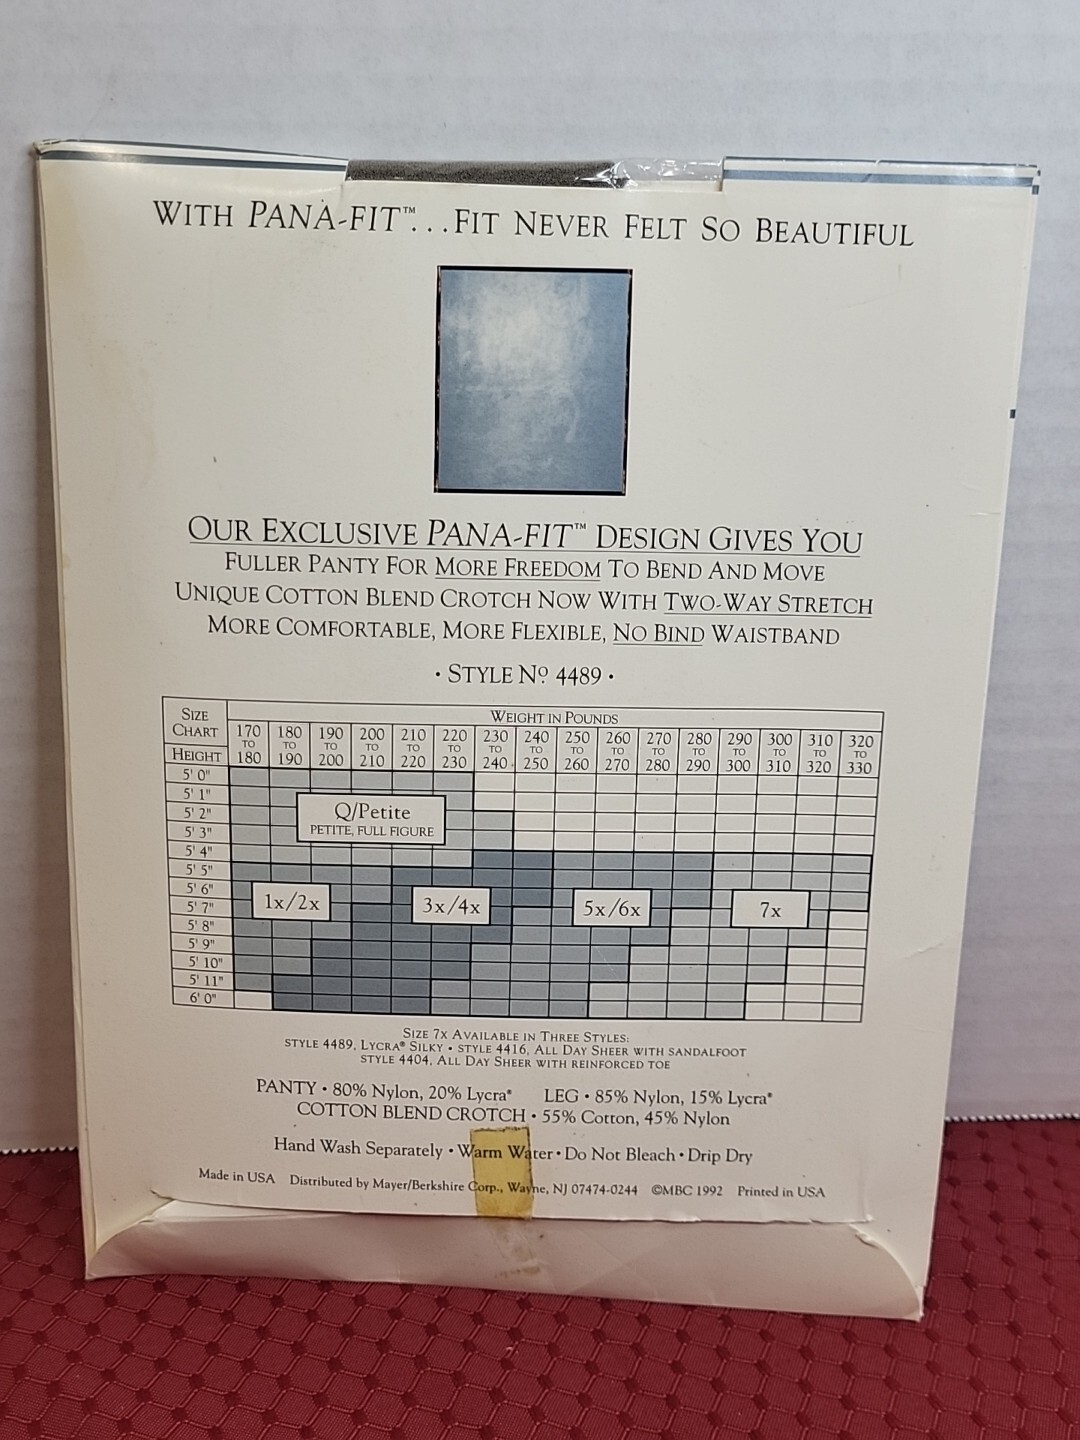 WITH PANA-FIT™...FIT NEVER FELT SO BEAUTIFUL
OUR EXCLUSIVE PANA-FIT™ DESIGN GIVES YOU
FULLER PANTY FOR MORE FREEDOM TO BEND AND MOVE
UNIQUE COTTON BLEND CROTCH NOW WITH TWO-WAY STRETCH
MORE COMFORTABLE, MORE FLEXIBLE, NO BIND WAISTBAND
• STYLE Nº 4489 •
SIZE CHART
WEIGHT IN POUNDS
HEIGHT
170 TO 180
180 TO 190
190 TO 200
200 TO 210
210 TO 220
220 TO 230
230 TO 240
240 TO 250
250 TO 260
260 TO 270
270 TO 280
280 TO 290
290 TO 300
300 TO 310
310 TO 320
320 TO 330
5' 0"
5' 1"
5' 2"
5' 3"
5' 4"
5' 5"
5' 6"
5' 7"
5' 8"
5' 9"
5' 10"
5' 11"
6' 0"
Q/Petite
PETITE, FULL FIGURE
1x/2x
3x/4x
5x/6x
7x
SIZE 7X AVAILABLE IN THREE STYLES:
STYLE 4489, LYCRA® SILKY • STYLE 4416, ALL DAY SHEER WITH SANDALFOOT
STYLE 4404, ALL DAY SHEER WITH REINFORCED TOE
PANTY • 80% Nylon, 20% Lycra® LEG • 85% Nylon, 15% Lycra®
COTTON BLEND CROTCH • 55% Cotton, 45% Nylon
Hand Wash Separately • Warm Water • Do Not Bleach • Drip Dry
Made in USA Distributed by Mayer/Berkshire Corp., Wayne, NJ 07474-0244 ©MBC 1992 Printed in USA